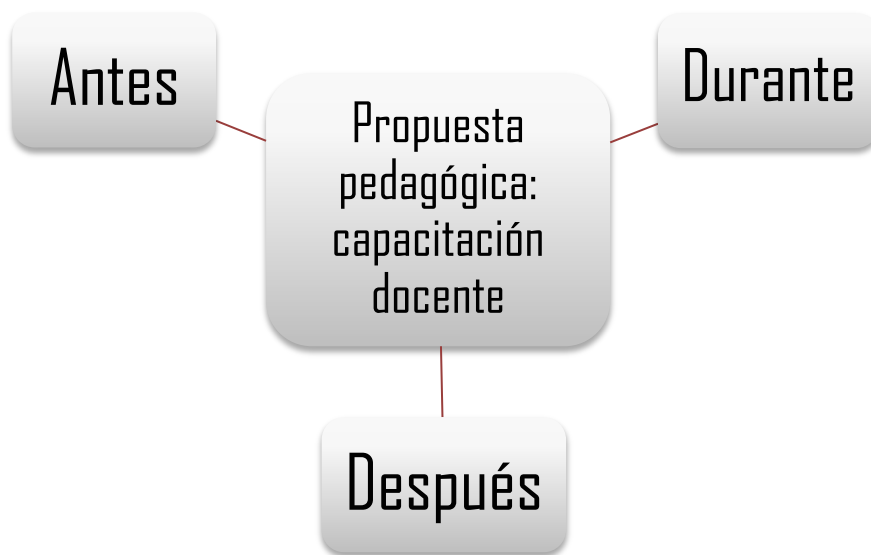 Antes
Durante
Propuesta
pedagógica:
capacitación
docente
Después